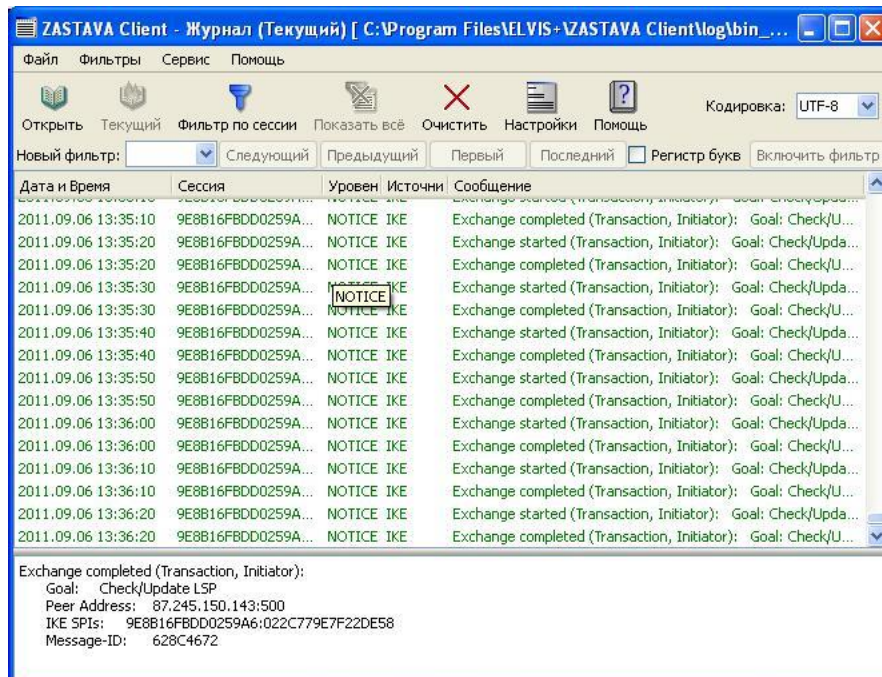 ZASTAVA Client - Журнал (Текущий) [ C:\Program Files\ELVIS+\ZASTAVA Client\log\bin_...
Файл Фильтры Сервис Помощь
Открыть Текущий Фильтр по сессии Показать всё Очистить Настройки Помощь Кодировка: UTF-8
Новый фильтр: Следующий Предыдущий Первый Последний Регистр букв Включить фильтр
Дата и Время Сессия Уровен Источни Сообщение
2011.09.06 13:35:10 9E8B16FBDD0259A... NOTICE IKE Exchange completed (Transaction, Initiator): Goal: Check/U...
2011.09.06 13:35:20 9E8B16FBDD0259A... NOTICE IKE Exchange started (Transaction, Initiator): Goal: Check/Upda...
2011.09.06 13:35:20 9E8B16FBDD0259A... NOTICE IKE Exchange completed (Transaction, Initiator): Goal: Check/U...
2011.09.06 13:35:30 9E8B16FBDD0259A... NOTICE IKE Exchange started (Transaction, Initiator): Goal: Check/Upda...
NOTICE
2011.09.06 13:35:30 9E8B16FBDD0259A... NOTICE IKE Exchange completed (Transaction, Initiator): Goal: Check/U...
2011.09.06 13:35:40 9E8B16FBDD0259A... NOTICE IKE Exchange started (Transaction, Initiator): Goal: Check/Upda...
2011.09.06 13:35:40 9E8B16FBDD0259A... NOTICE IKE Exchange completed (Transaction, Initiator): Goal: Check/U...
2011.09.06 13:35:50 9E8B16FBDD0259A... NOTICE IKE Exchange started (Transaction, Initiator): Goal: Check/Upda...
2011.09.06 13:35:50 9E8B16FBDD0259A... NOTICE IKE Exchange completed (Transaction, Initiator): Goal: Check/U...
2011.09.06 13:36:00 9E8B16FBDD0259A... NOTICE IKE Exchange started (Transaction, Initiator): Goal: Check/Upda...
2011.09.06 13:36:00 9E8B16FBDD0259A... NOTICE IKE Exchange completed (Transaction, Initiator): Goal: Check/U...
2011.09.06 13:36:10 9E8B16FBDD0259A... NOTICE IKE Exchange started (Transaction, Initiator): Goal: Check/Upda...
2011.09.06 13:36:10 9E8B16FBDD0259A... NOTICE IKE Exchange completed (Transaction, Initiator): Goal: Check/U...
2011.09.06 13:36:20 9E8B16FBDD0259A... NOTICE IKE Exchange started (Transaction, Initiator): Goal: Check/Upda...
2011.09.06 13:36:20 9E8B16FBDD0259A... NOTICE IKE Exchange completed (Transaction, Initiator): Goal: Check/U...
Exchange completed (Transaction, Initiator):
Goal: Check/Update LSP
Peer Address: 87.245.150.143:500
IKE SPIs: 9E8B16FBDD0259A6:022C779E7F22DE58
Message-ID: 628C4672